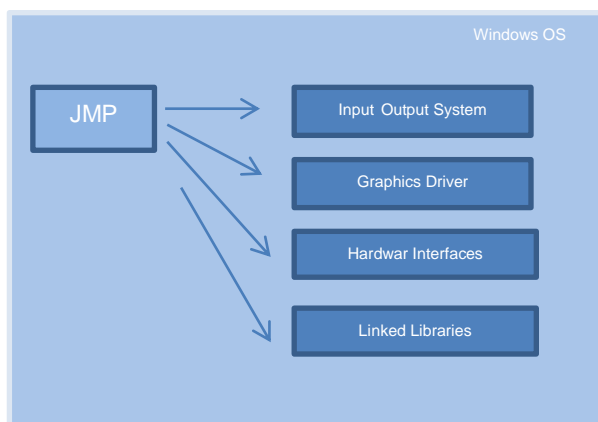 Windows OS
JMP
Input Output System
Graphics Driver
Hardwar Interfaces
Linked Libraries